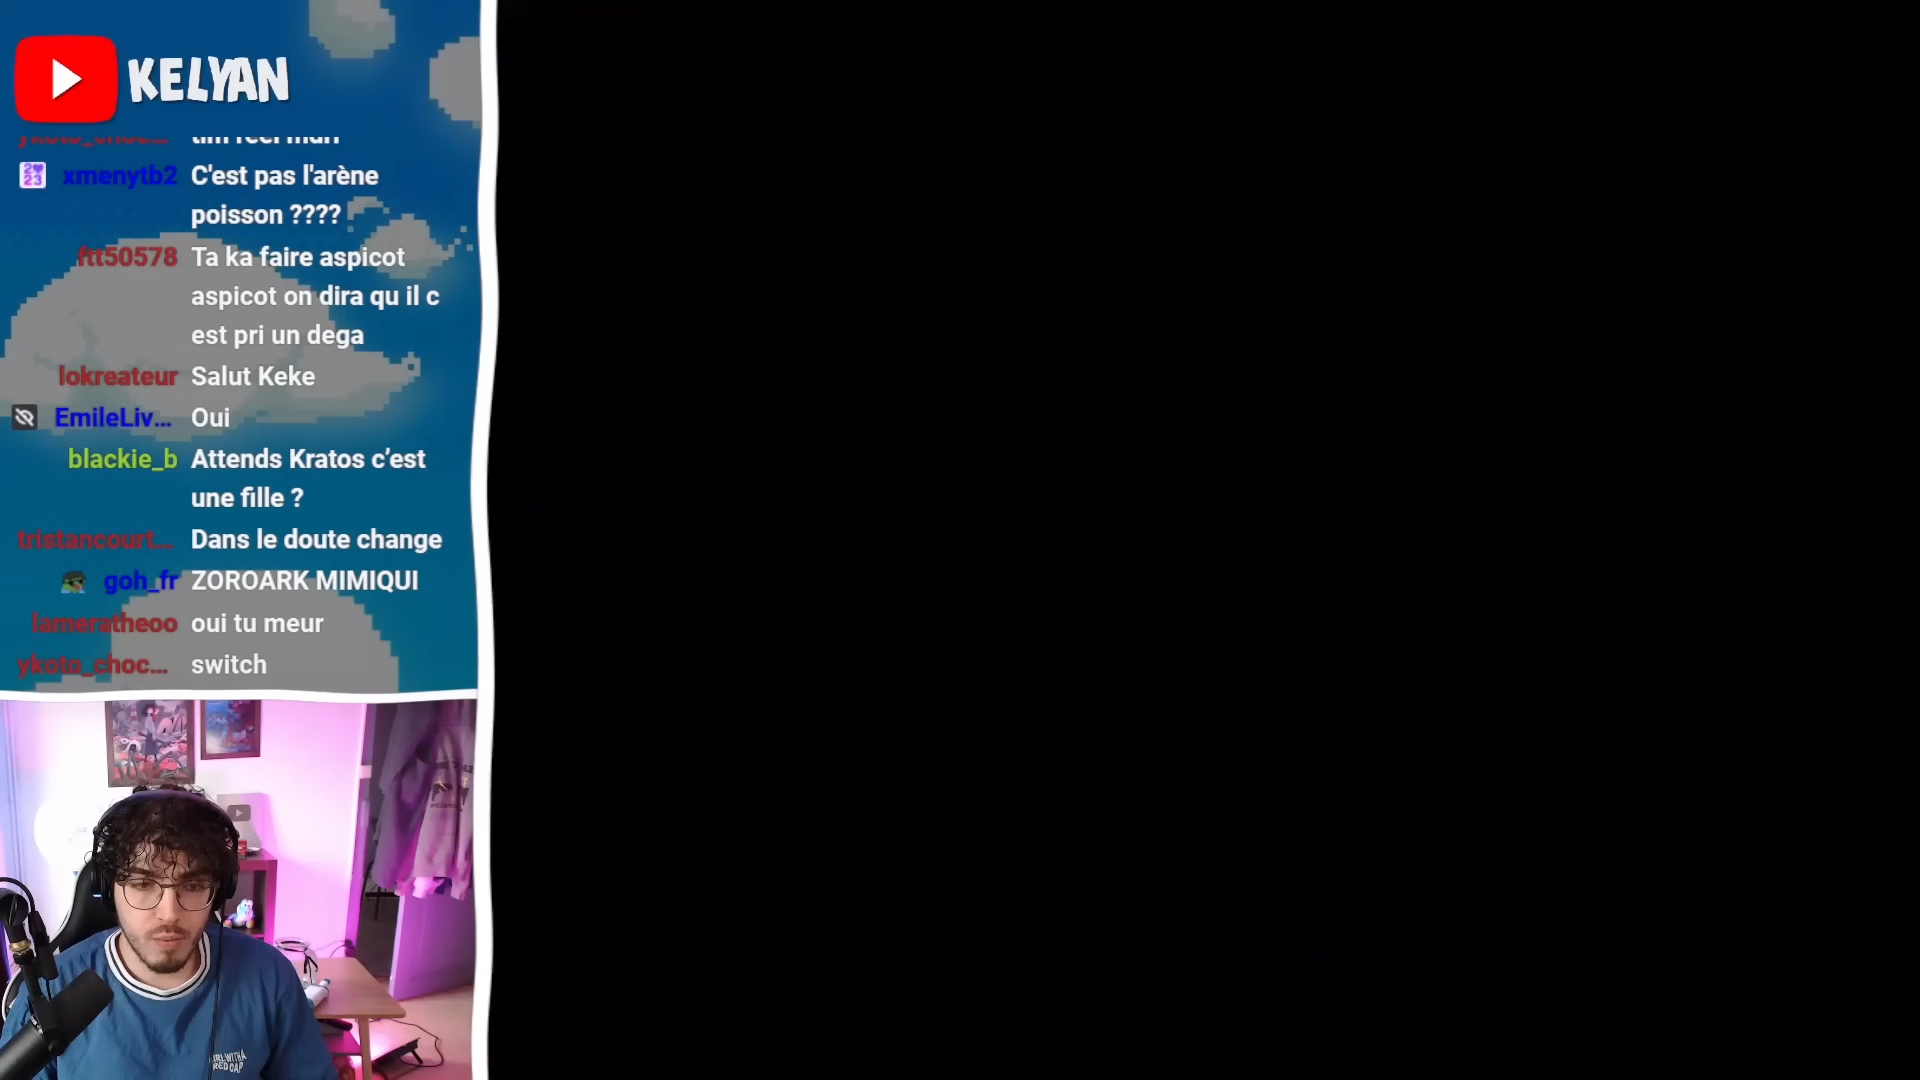 KELYAN
xmenytb2 C'est pas l'arène
poisson ????
ftt50578 Ta ka faire aspicot
aspicot on dira qu il c
est pri un dega
lokreateur Salut Keke
EmileLiv... Oui
blackie_b Attends Kratos c’est
une fille ?
tristancourt... Dans le doute change
goh_fr ZOROARK MIMIQUI
lameratheoo oui tu meur
ykoto_choc... switch
RED CAP